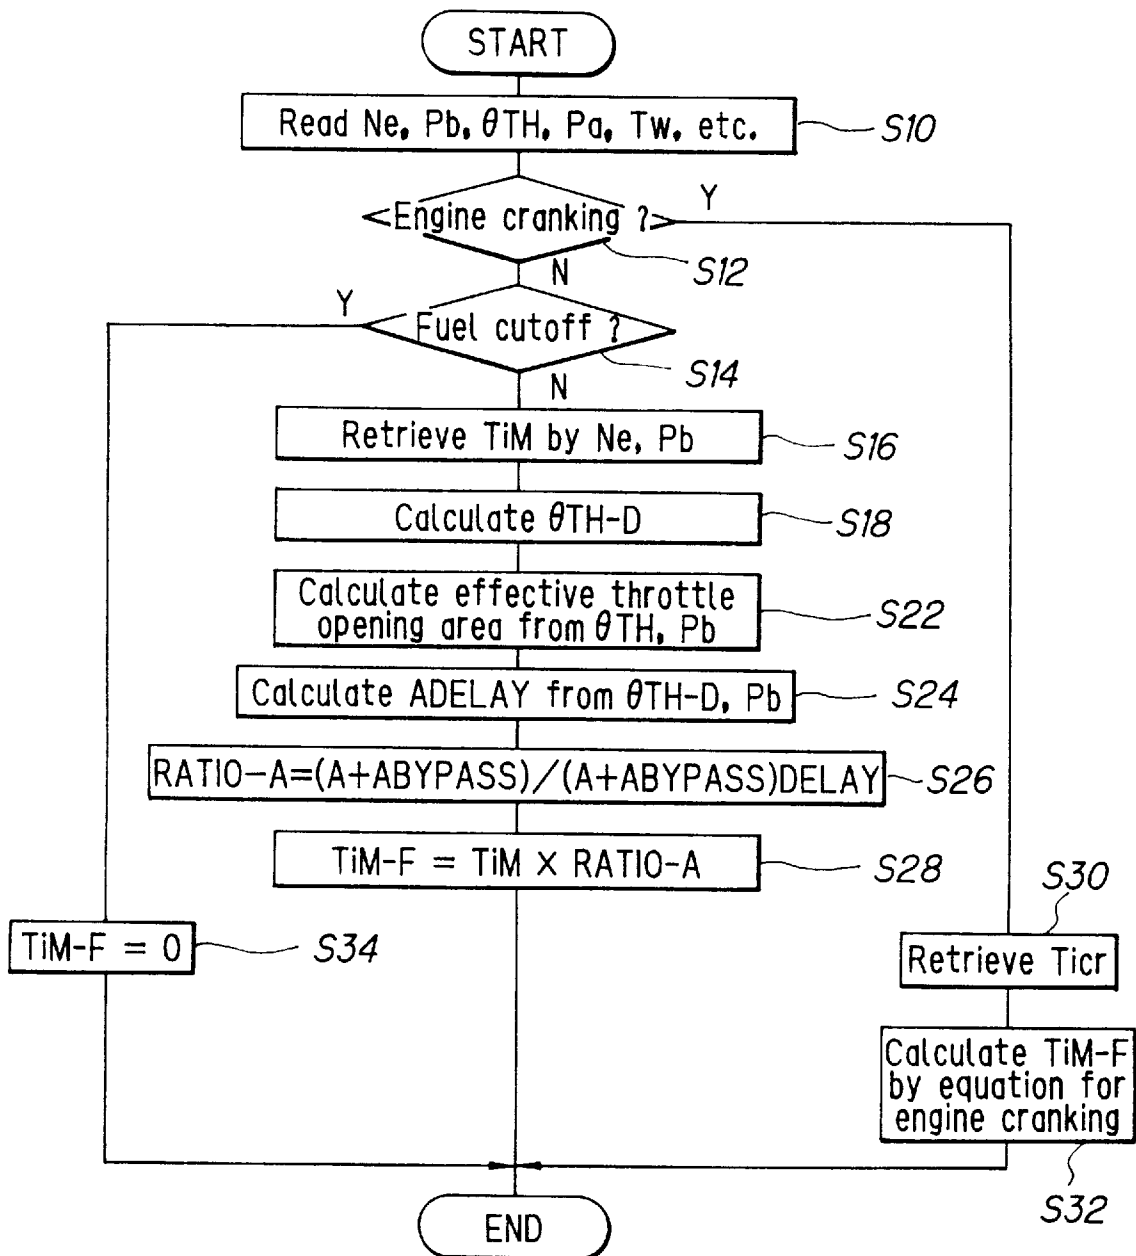 START
Read Ne, Pb, θTH, Pa, Tw, etc.
S10
Engine cranking ?
Y
S12
N
Y
Fuel cutoff ?
S14
N
Retrieve TiM by Ne, Pb
S16
Calculate θTH-D
S18
Calculate effective throttle
opening area from θTH, Pb
S22
Calculate ADELAY from θTH-D, Pb
S24
RATIO-A=(A+ABYPASS)/(A+ABYPASS)DELAY
S26
TiM-F = TiM × RATIO-A
S28
S30
TiM-F = 0
S34
Retrieve Ticr
Calculate TiM-F
by equation for
engine cranking
S32
END